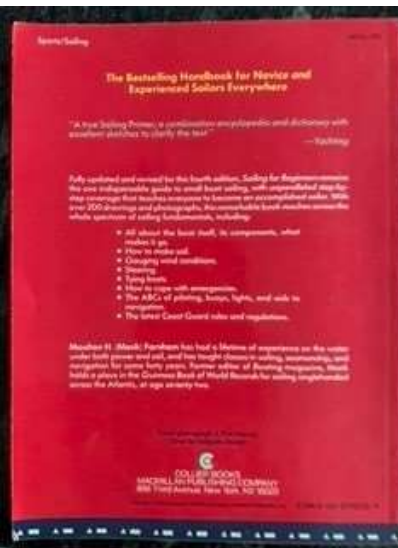 Sports/Sailing
The Bestselling Handbook for Novice and
Experienced Sailors Everywhere
"A true Sailing Primer, a combination encyclopedia and dictionary with
excellent sketches to clarify the text"
—Yachting
Fully updated and revised for this fourth edition, Sailing for Beginners remains
the one indispensable guide to small boat sailing, with unparalleled step-by-
step coverage that teaches everyone to become an accomplished sailor. With
over 200 drawings and photographs, this remarkable book teaches across the
whole spectrum of sailing fundamentals, including:
• All about the boat itself, its components, what
makes it go.
• How to make sail.
• Gauging wind conditions.
• Steering.
• Tying knots.
• How to cope with emergencies.
• The ABCs of piloting, buoys, lights, and aids to
navigation.
• The latest Coast Guard rules and regulations.
Moulton H. (Monk) Farnham has had a lifetime of experience on the water
under both power and sail, and has taught classes in sailing, seamanship, and
navigation for some forty years. Former editor of Boating magazine, Monk
holds a place in the Guinness Book of World Records for sailing singlehanded
across the Atlantic, at age seventy two.
COLLIER BOOKS
MACMILLAN PUBLISHING COMPANY
866 Third Avenue, New York, NY 10022